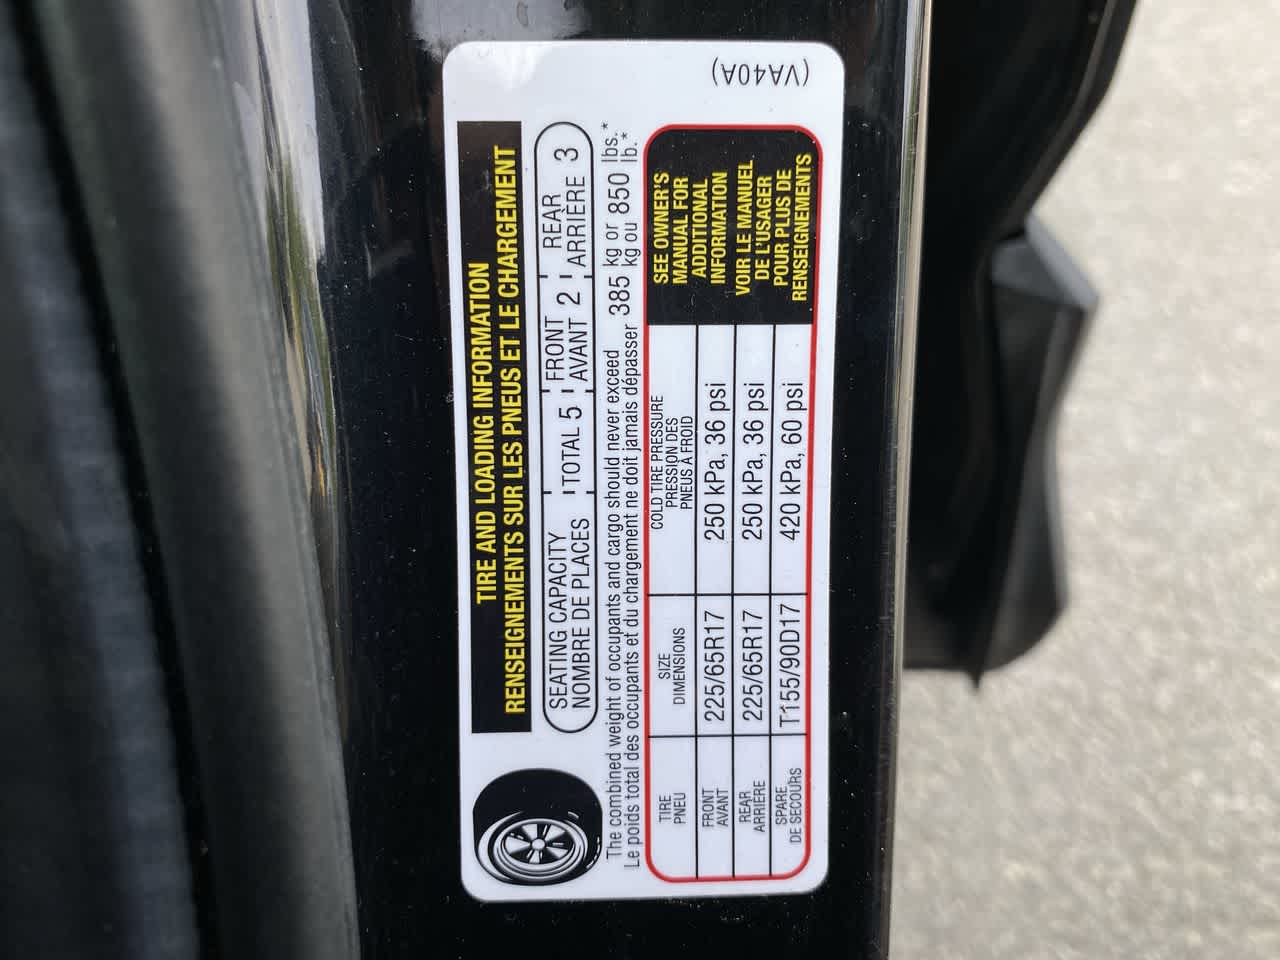 TIRE AND LOADING INFORMATION
RENSEIGNEMENTS SUR LES PNEUS ET LE CHARGEMENT
SEATING CAPACITY
NOMBRE DE PLACES
TOTAL 5
FRONT
AVANT 2
REAR
ARRIÈRE 3
The combined weight of occupants and cargo should never exceed 385 kg or 850 lbs.*
Le poids total des occupants et du chargement ne doit jamais dépasser 385 kg ou 850 lb.*
TIRE
PNEU
SIZE
DIMENSIONS
COLD TIRE PRESSURE
PRESSION DES
PNEUS À FROID
FRONT
AVANT
225/65R17
250 kPa, 36 psi
REAR
ARRIÈRE
225/65R17
250 kPa, 36 psi
SPARE
DE SECOURS
T155/90D17
420 kPa, 60 psi
SEE OWNER'S
MANUAL FOR
ADDITIONAL
INFORMATION
VOIR LE MANUEL
DE L'USAGER
POUR PLUS DE
RENSEIGNEMENTS
(VA40A)